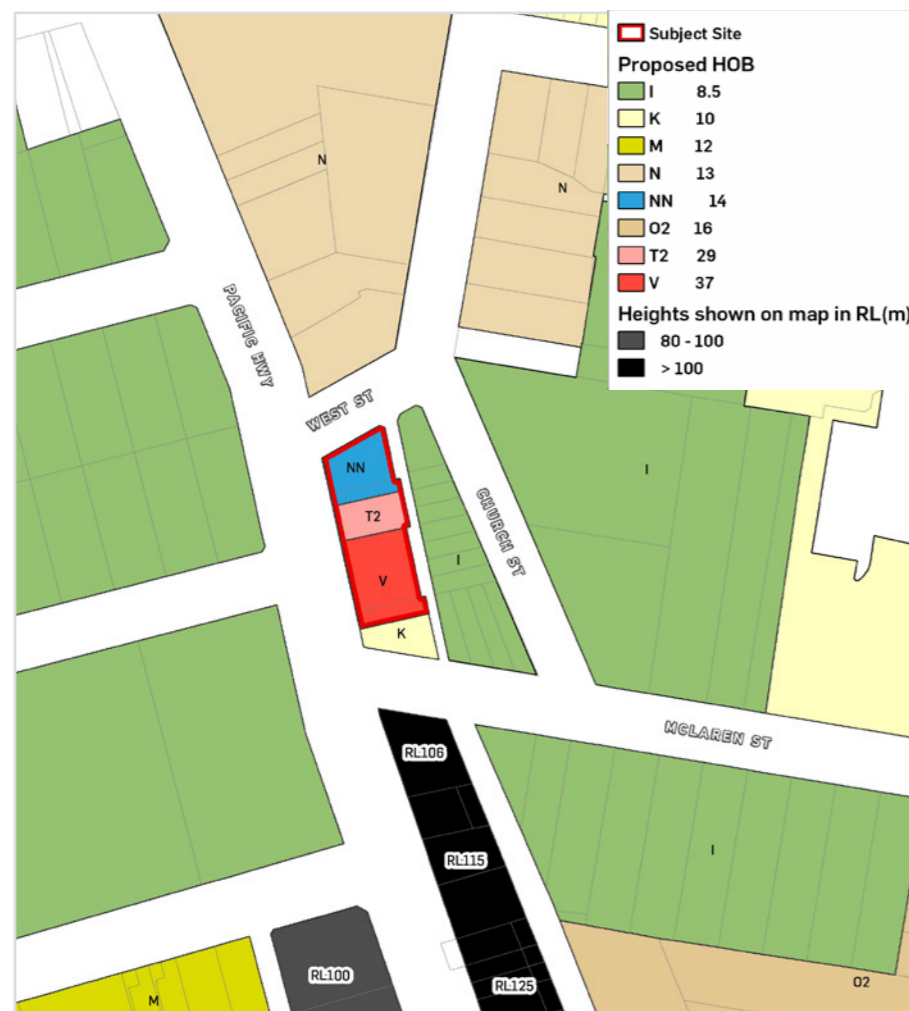 Subject Site
Proposed HOB
I 8.5
K 10
M 12
N 13
NN 14
O2 16
T2 29
V 37
Heights shown on map in RL(m)
80 - 100
> 100
N
N
PACIFIC HWY
WEST ST
NN
T2
V
K
I
CHURCH ST
I
MCLAREN ST
RL106
RL115
I
RL100
RL125
M
O2